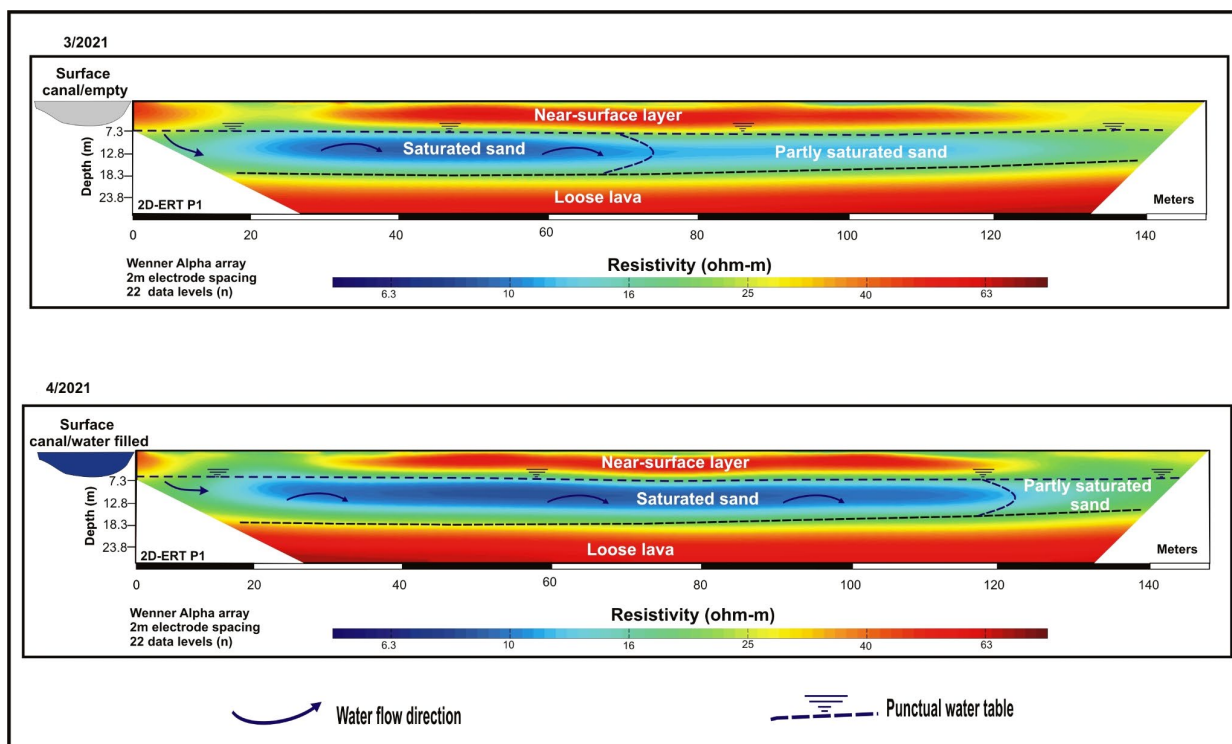 3/2021
Surface
canal/empty
Near-surface layer
7.3
12.8
18.3
23.8
Depth (m)
Saturated sand
Partly saturated sand
Loose lava
2D-ERT P1
Meters
0 20 40 60 80 100 120 140
Wenner Alpha array
2m electrode spacing
22 data levels (n)
Resistivity (ohm-m)
6.3 10 16 25 40 63
4/2021
Surface
canal/water filled
Near-surface layer
7.3
12.8
18.3
23.8
Depth (m)
Saturated sand
Partly saturated
sand
Loose lava
2D-ERT P1
Meters
0 20 40 60 80 100 120 140
Wenner Alpha array
2m electrode spacing
22 data levels (n)
Resistivity (ohm-m)
6.3 10 16 25 40 63
Water flow direction
Punctual water table